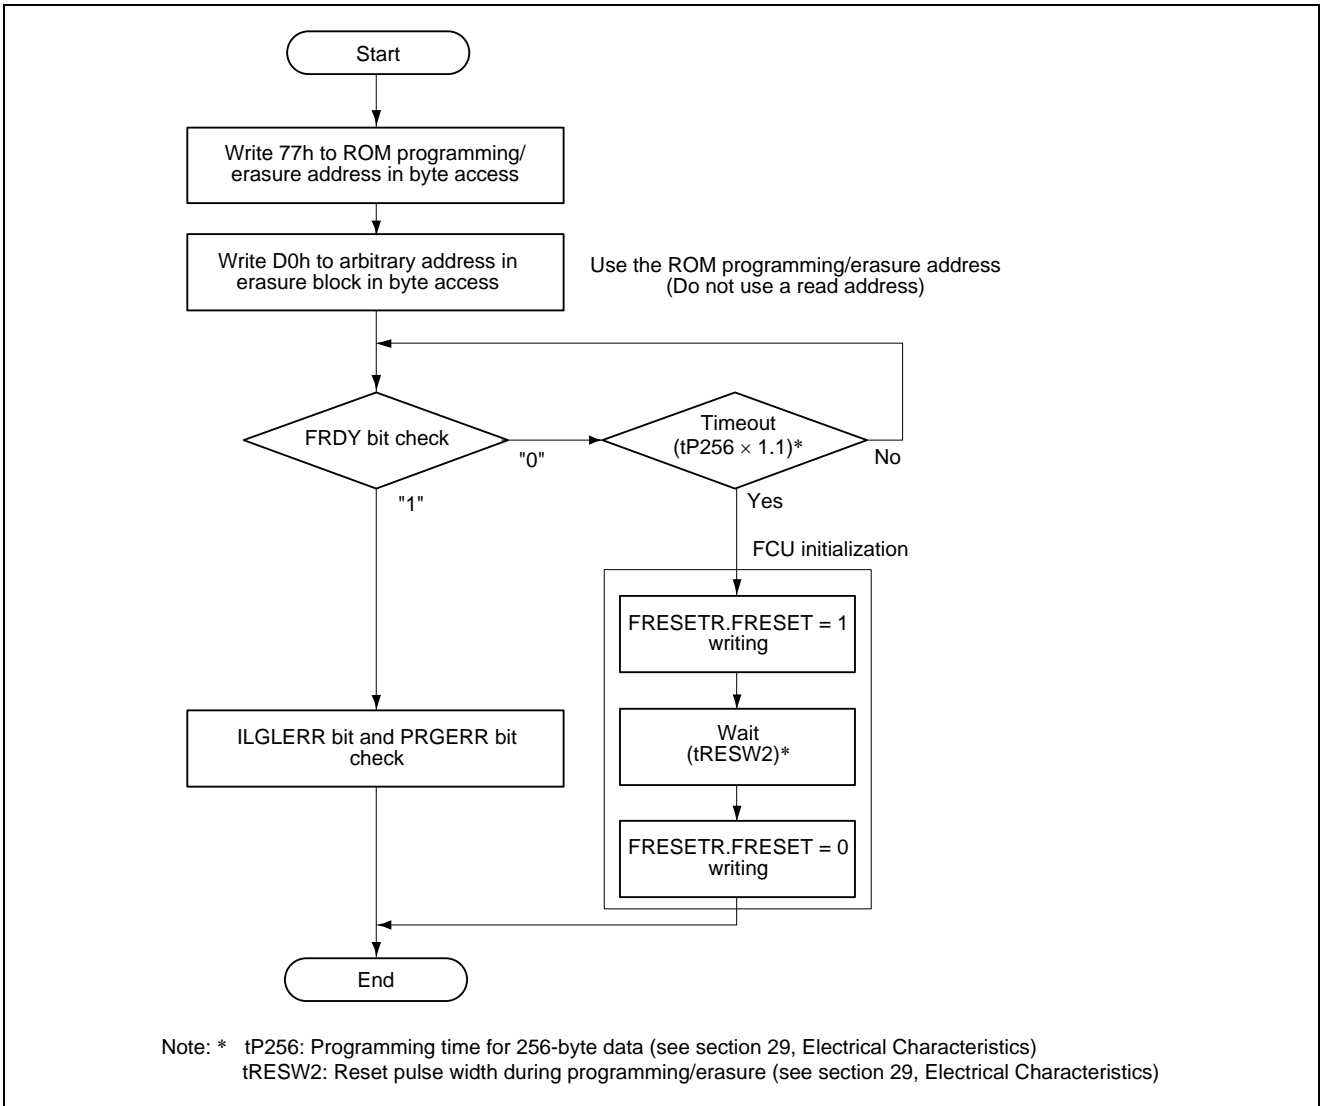 Start
Write 77h to ROM programming/
erasure address in byte access
Write D0h to arbitrary address in
erasure block in byte access
Use the ROM programming/erasure address
(Do not use a read address)
FRDY bit check
"0"
"1"
Timeout
(tP256 × 1.1)*
No
Yes
FCU initialization
FRESETR.FRESET = 1
writing
Wait
(tRESW2)*
FRESETR.FRESET = 0
writing
ILGLERR bit and PRGERR bit
check
End
Note: * tP256: Programming time for 256-byte data (see section 29, Electrical Characteristics)
tRESW2: Reset pulse width during programming/erasure (see section 29, Electrical Characteristics)